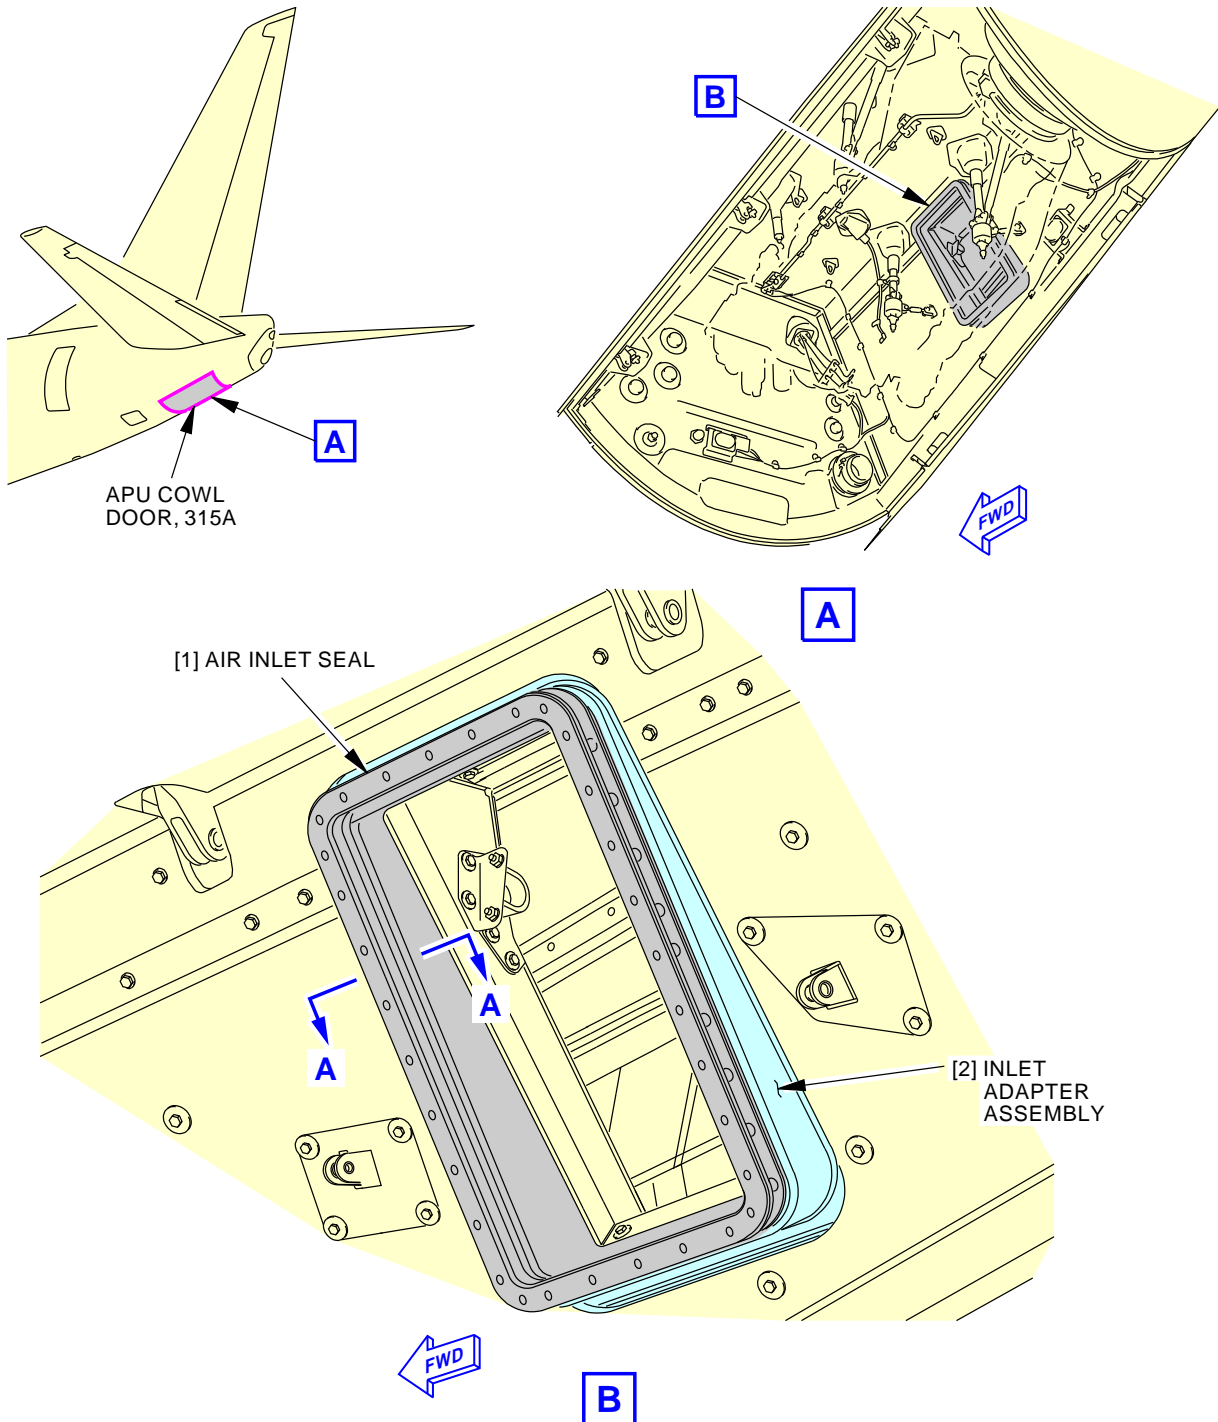 B
A
APU COWL
DOOR, 315A
FWD
A
[1] AIR INLET SEAL
A
A
[2] INLET
ADAPTER
ASSEMBLY
FWD
B